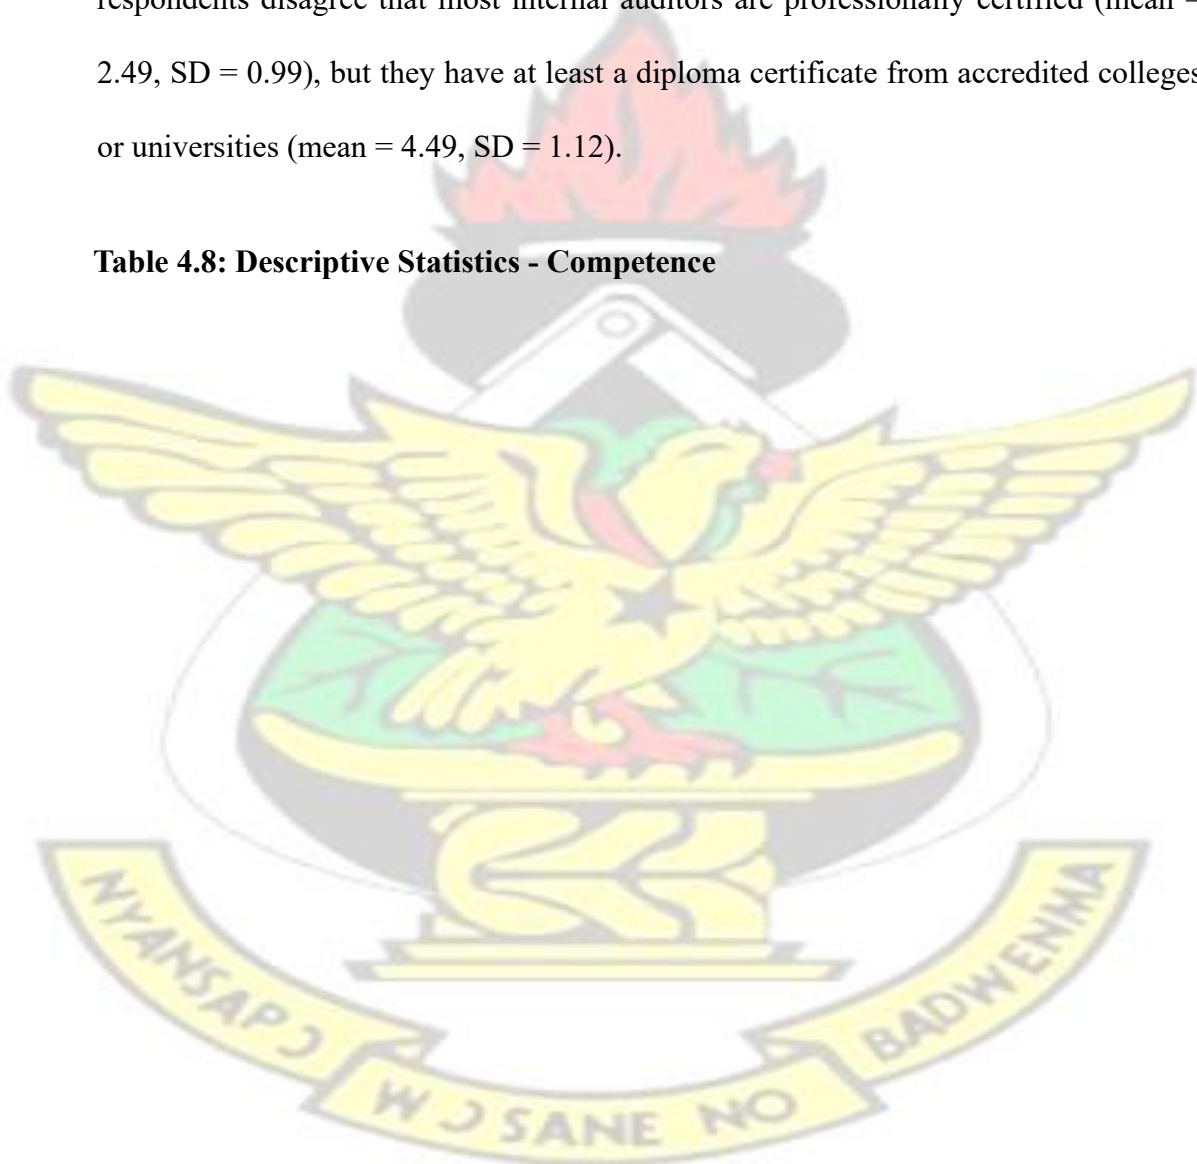 respondents disagree that most internal auditors are professionally certified (mean =
2.49, SD = 0.99), but they have at least a diploma certificate from accredited colleges
or universities (mean = 4.49, SD = 1.12).
Table 4.8: Descriptive Statistics - Competence
NYANSAPƆ
WƆSANE NO
BADWENMA